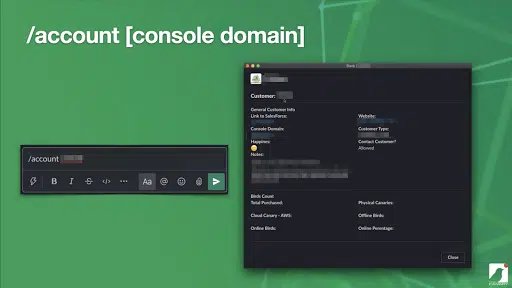 /account [console domain]
Customer:
General Customer Info
Link to SalesForce:
Website:
Console Domain:
Customer Type:
Happiness:
Contact Customer?
Allowed
Notes:
/account
B I S </> ••• Aa @
Birds Count
Total Purchased:
Physical Canaries:
Cloud Canary - AWS:
Offline Birds:
Online Birds:
Online Percentage:
Close